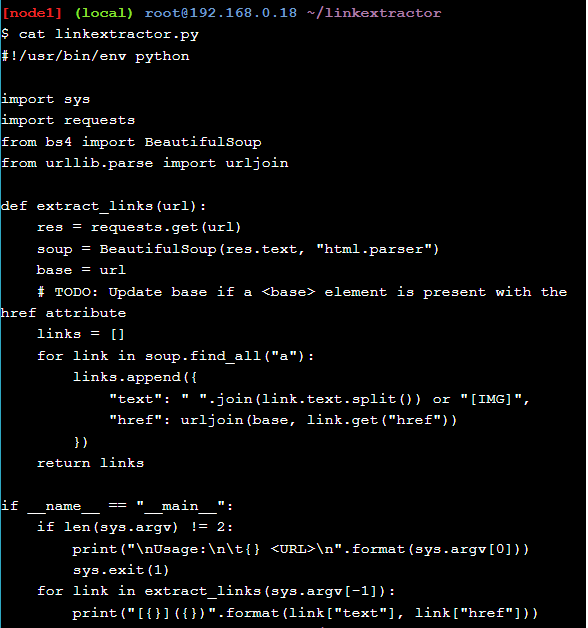 [node1] (local) root@192.168.0.18 ~/linkextractor
$ cat linkextractor.py
#!/usr/bin/env python

import sys
import requests
from bs4 import BeautifulSoup
from urllib.parse import urljoin

def extract_links(url):
    res = requests.get(url)
    soup = BeautifulSoup(res.text, "html.parser")
    base = url
    # TODO: Update base if a <base> element is present with the
href attribute
    links = []
    for link in soup.find_all("a"):
        links.append({
            "text": " ".join(link.text.split()) or "[IMG]",
            "href": urljoin(base, link.get("href"))
        })
    return links

if __name__ == "__main__":
    if len(sys.argv) != 2:
        print("\nUsage:\n\t{} <URL>\n".format(sys.argv[0]))
        sys.exit(1)
    for link in extract_links(sys.argv[-1]):
        print("[{}]({})".format(link["text"], link["href"]))